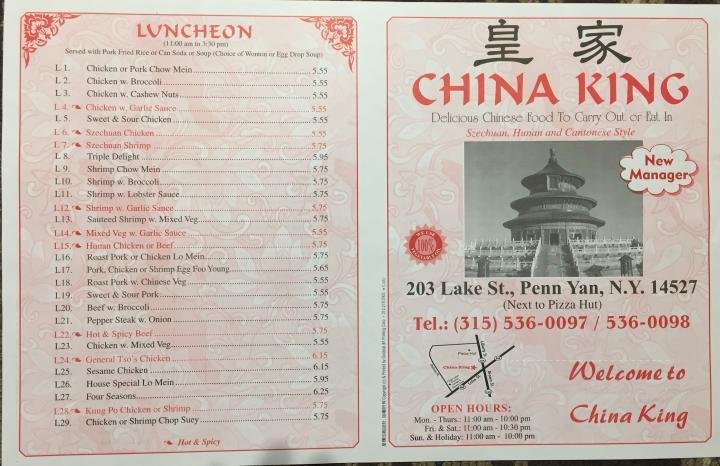 LUNCHEON
(11:00 am to 3:30 pm)
Served with Pork Fried Rice or Can Soda or Soup (Choice of Wonton or Egg Drop Soup)
L 1. Chicken or Pork Chow Mein 5.55
L 2. Chicken w. Broccoli 5.55
L 3. Chicken w. Cashew Nuts 5.55
L 4. Chicken w. Garlic Sauce 5.55
L 5. Sweet & Sour Chicken 5.55
L 6. Szechuan Chicken 5.55
L 7. Szechuan Shrimp 5.75
L 8. Triple Delight 5.95
L 9. Shrimp Chow Mein 5.75
L10. Shrimp w. Broccoli 5.75
L11. Shrimp w. Lobster Sauce 5.75
L12. Shrimp w. Garlic Sauce 5.75
L13. Sauteed Shrimp w. Mixed Veg 5.75
L14. Mixed Veg w. Garlic Sauce 5.55
L15. Hunan Chicken or Beef 5.75
L16. Roast Pork or Chicken Lo Mein 5.75
L17. Pork, Chicken or Shrimp Egg Foo Young 5.65
L18. Roast Pork w. Chinese Veg 5.55
L19. Sweet & Sour Pork 5.55
L20. Beef w. Broccoli 5.75
L21. Pepper Steak w. Onion 5.75
L22. Hot & Spicy Beef 5.75
L23. Chicken w. Mixed Veg 5.55
L24. General Tso's Chicken 6.15
L25. Sesame Chicken 6.15
L26. House Special Lo Mein 5.95
L27. Four Seasons 6.25
L28. Kung Po Chicken or Shrimp 5.75
L29. Chicken or Shrimp Chop Suey 5.75
Hot & Spicy
皇家
CHINA KING
Delicious Chinese Food To Carry Out or Eat In
Szechuan, Hunan and Cantonese Style
New
Manager
100%
203 Lake St., Penn Yan, N.Y. 14527
(Next to Pizza Hut)
Tel.: (315) 536-0097 / 536-0098
Pizza Hut
China King
OPEN HOURS:
Mon. - Thurs.: 11:00 am - 10:00 pm
Fri. & Sat.: 11:00 am - 10:30 pm
Sun. & Holiday: 11:00 am - 10:00 pm
Welcome to
China King